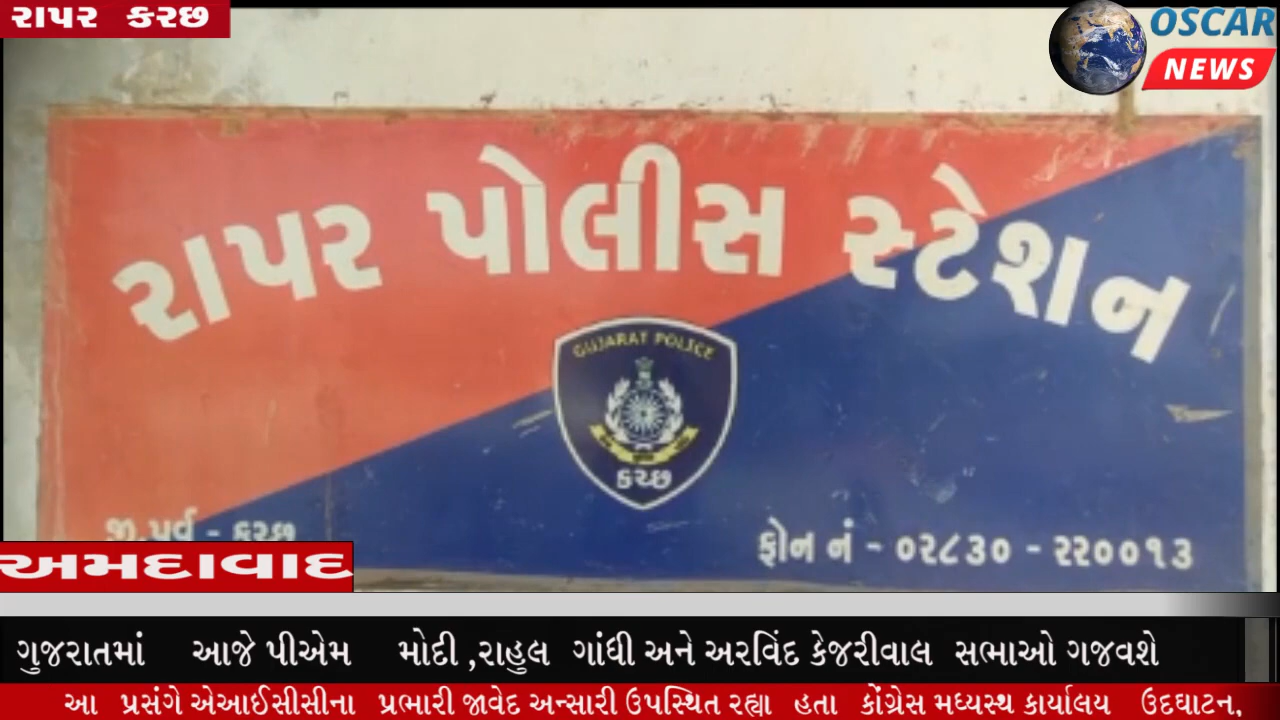 રાપર કચ્છ
OSCAR
NEWS
રાપર પોલીસ સ્ટેશન
GUJARAT POLICE
કચ્છ
જી.પૂર્વ - કચ્છ
ફોન નં - ૦૨૮૩૦ - ૨૨૦૦૧૩
અમદાવાદ
ગુજરાતમાં આજે પીએમ મોદી ,રાહુલ ગાંધી અને અરવિંદ કેજરીવાલ સભાઓ ગજવશે
આ પ્રસંગે એઆઈસીસીના પ્રભારી જાવેદ અન્સારી ઉપસ્થિત રહ્યા હતા કોંગ્રેસ મધ્યસ્થ કાર્યાલય ઉદઘાટન,